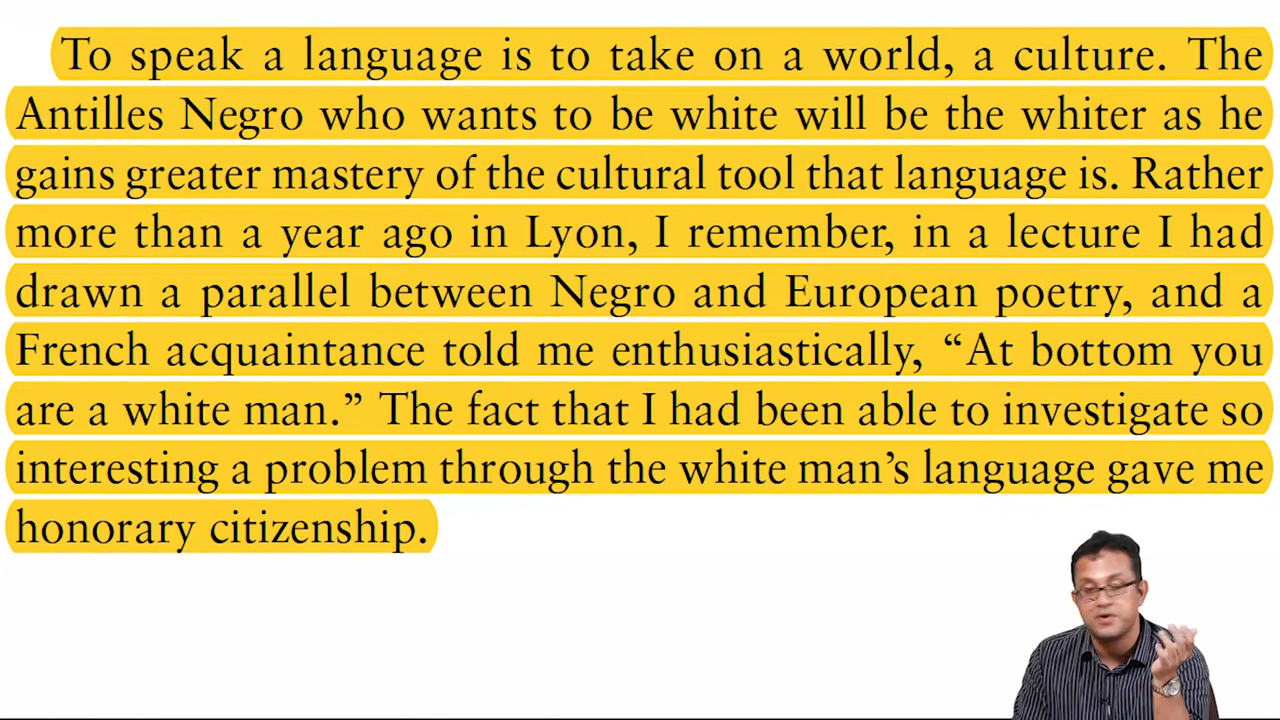 To speak a language is to take on a world, a culture. The
Antilles Negro who wants to be white will be the whiter as he
gains greater mastery of the cultural tool that language is. Rather
more than a year ago in Lyon, I remember, in a lecture I had
drawn a parallel between Negro and European poetry, and a
French acquaintance told me enthusiastically, “At bottom you
are a white man.” The fact that I had been able to investigate so
interesting a problem through the white man’s language gave me
honorary citizenship.